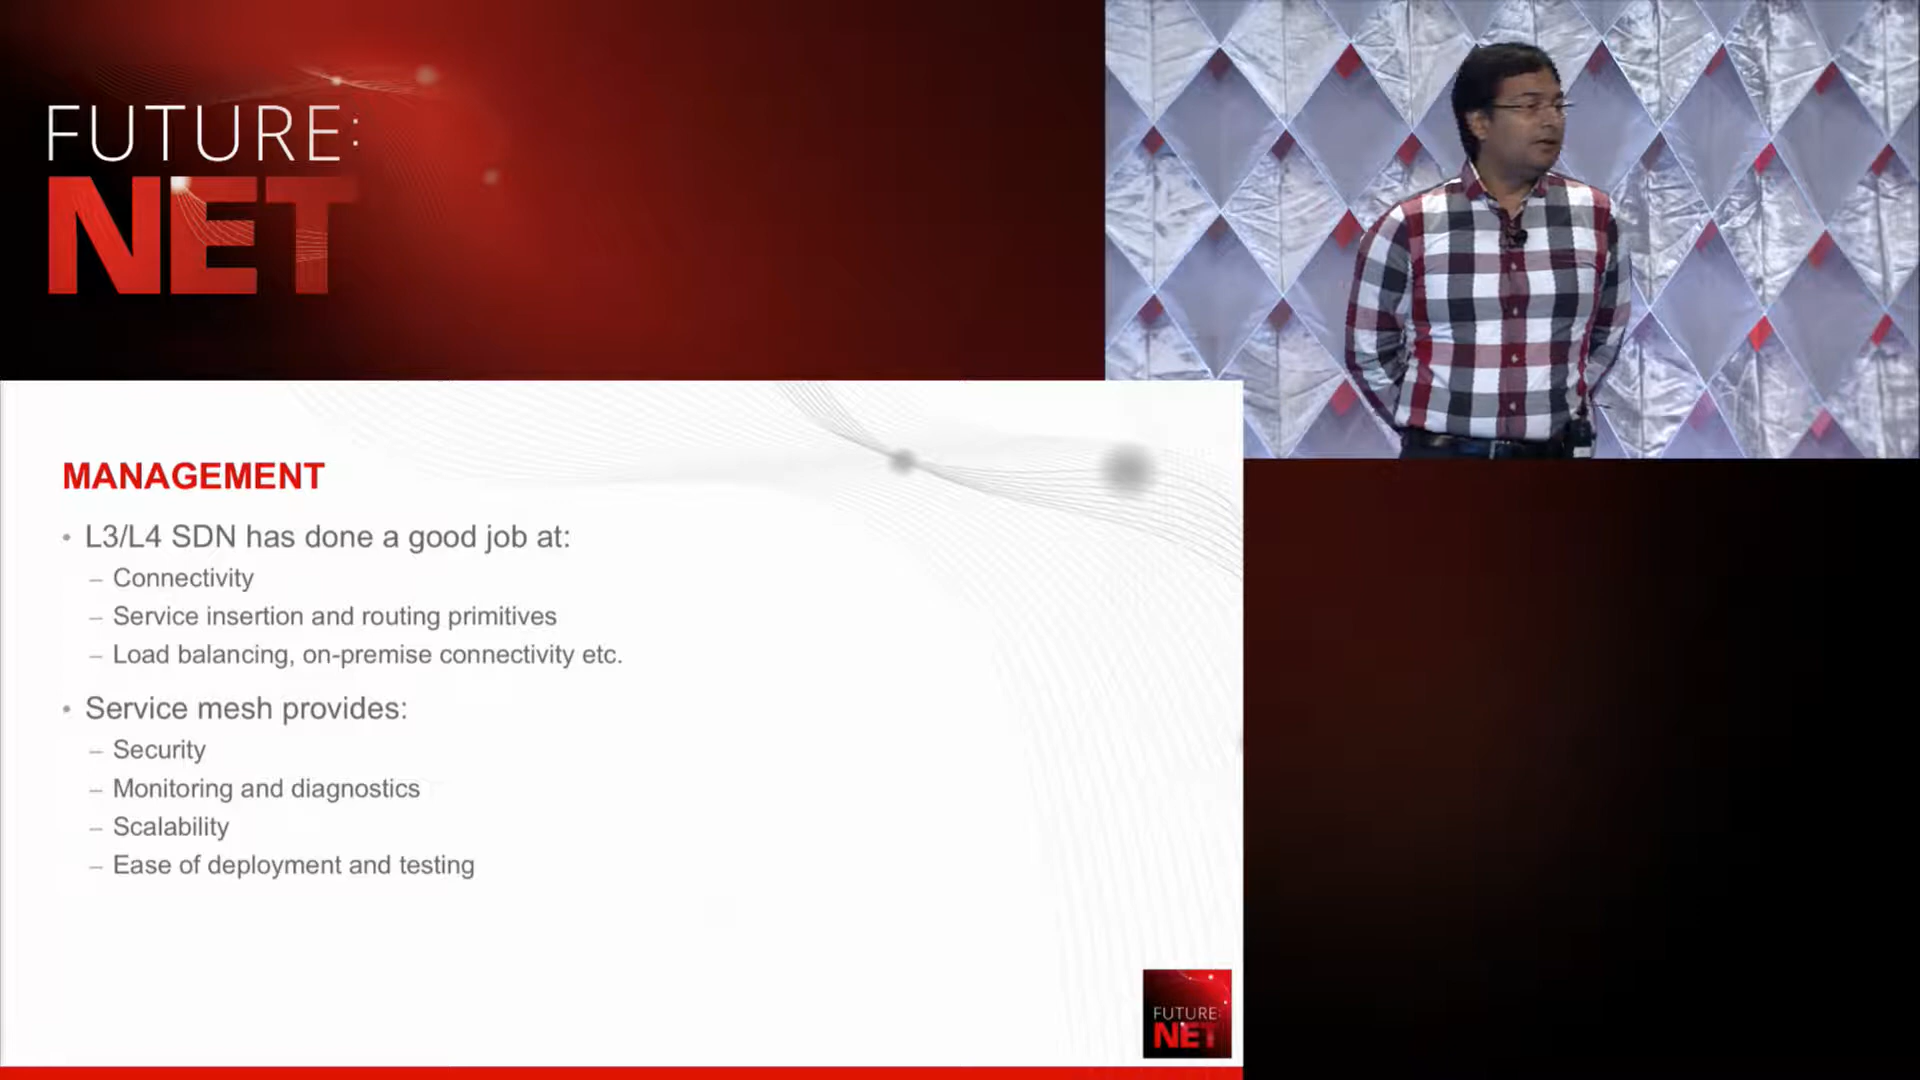 FUTURE:
NET
MANAGEMENT
• L3/L4 SDN has done a good job at:
– Connectivity
– Service insertion and routing primitives
– Load balancing, on-premise connectivity etc.
• Service mesh provides:
– Security
– Monitoring and diagnostics
– Scalability
– Ease of deployment and testing
FUTURE:
NET